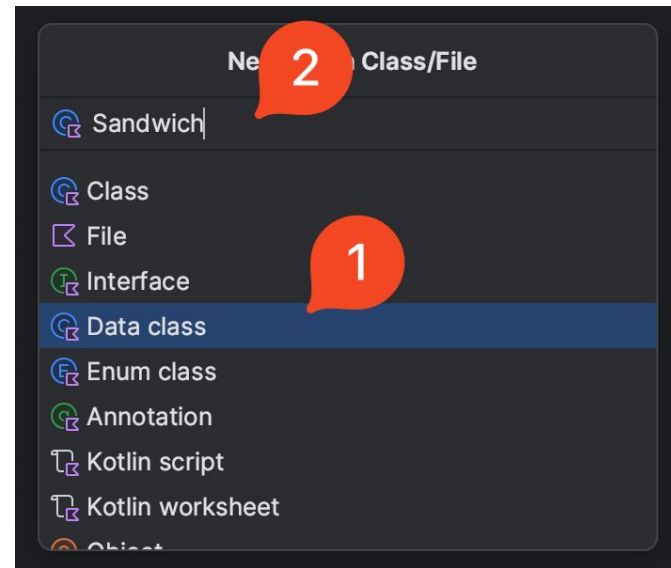 Ne 2 Class/File
Sandwich
Class
File
1
Interface
Data class
Enum class
Annotation
Kotlin script
Kotlin worksheet